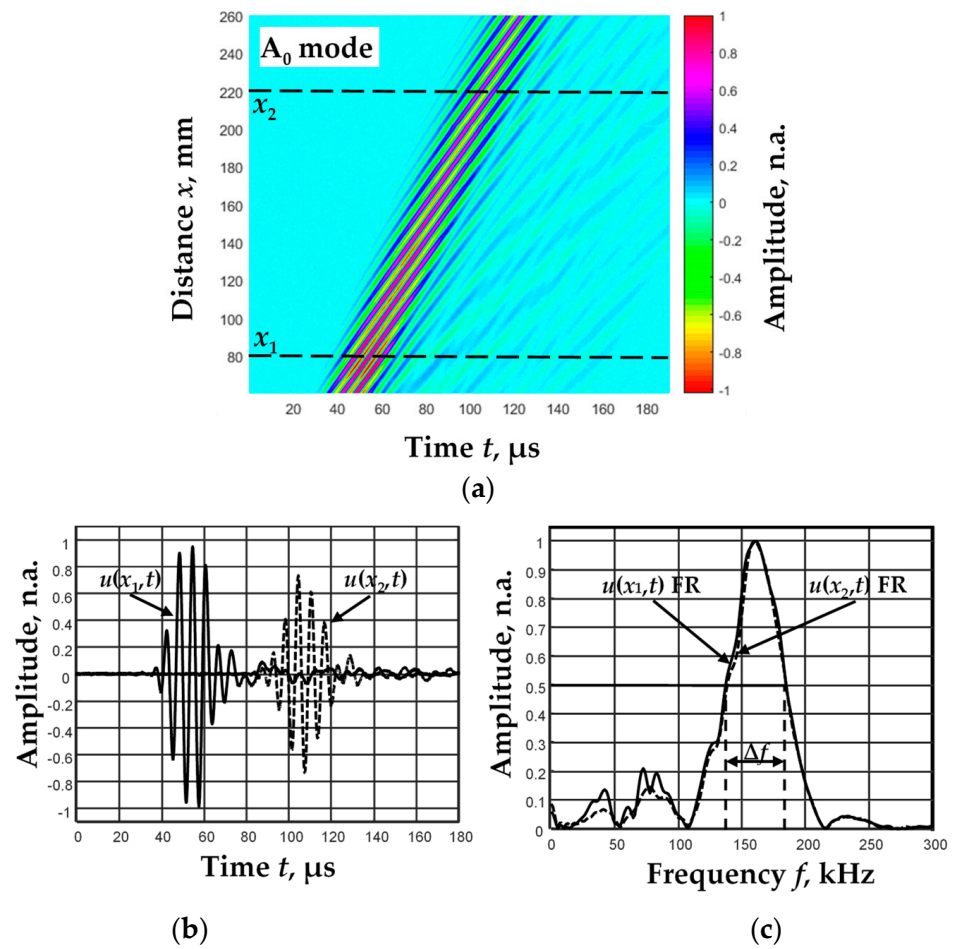 A0 mode
x2
x1
Distance x, mm
260
220
200
180
160
140
120
100
80
20 40 60 80 100 120 140 160 180
Time t, μs
1
0.8
0.6
0.4
0.2
0
-0.2
-0.4
-0.6
-0.8
-1
Amplitude, n.a.
(a)
Amplitude, n.a.
1
0.8
0.6
0.4
0.2
0
-0.2
-0.4
-0.6
-0.8
-1
u(x1,t)
u(x2,t)
0 20 40 60 80 100 120 140 160 180
Time t, μs
(b)
Amplitude, n.a.
1
0.9
0.8
0.7
0.6
0.5
0.4
0.3
0.2
0.1
0
u(x1,t) FR
u(x2,t) FR
Δf
0 50 100 150 200 250 300
Frequency f, kHz
(c)